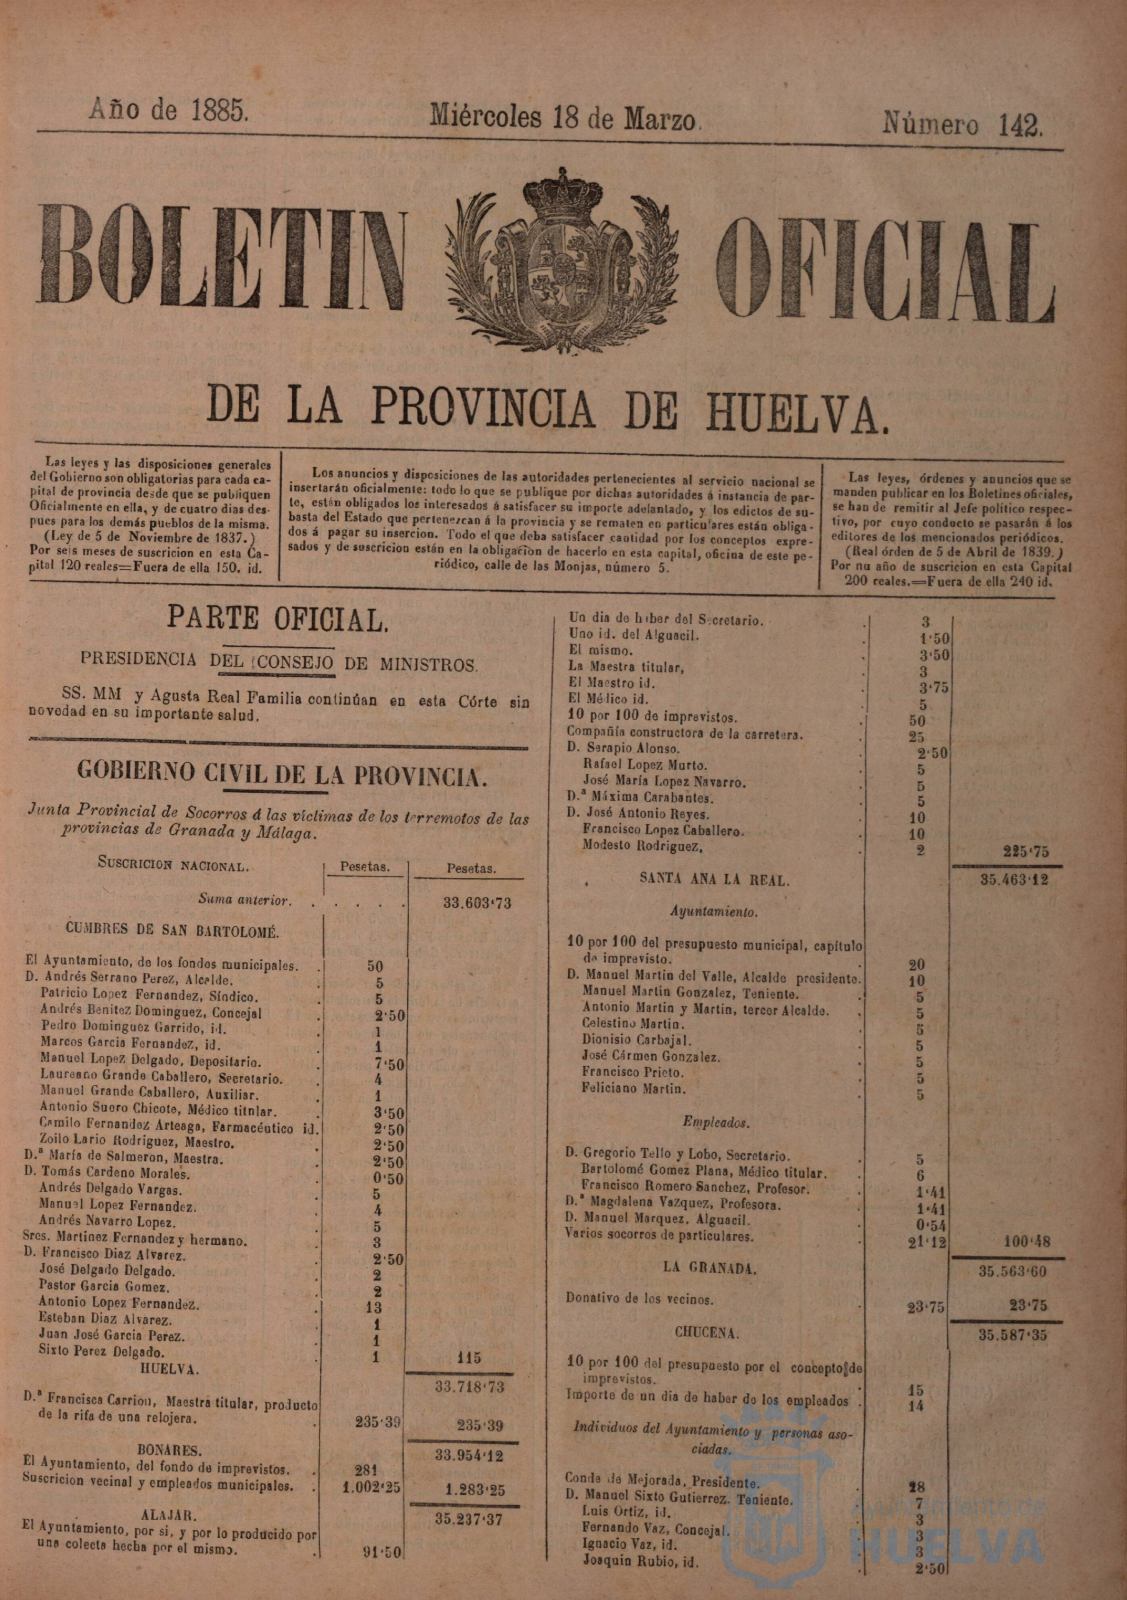 Año de 1885.
Miércoles 18 de Marzo.
Número 142.
BOLETIN OFICIAL
DE LA PROVINCIA DE HUELVA.
Las leyes y las disposiciones generales
del Gobierno son obligatorias para cada ca-
pital de provincia desde que se publiquen
Oficialmente en ella, y de cuatro dias des-
pues para los demás pueblos de la misma.
(Ley de 5 de Noviembre de 1837.)
Por seis meses de suscricion en esta Ca-
pital 120 reales=Fuera de ella 150. id.
Los anuncios y disposiciones de las autoridades pertenecientes al servicio nacional se
insertarán oficialmente: todo lo que se publique por dichas autoridades á instancia de par-
te, están obligados los interesados á satisfacer su importe adelantado, y los edictos de su-
basta del Estado que pertenezcan á la provincia y se rematen en particulares están obliga-
dos á pagar su insercion. Todo el que deba satisfacer cantidad por los conceptos expre-
sados y de suscricion están en la obligacion de hacerlo en esta capital, oficina de este pe-
riódico, calle de las Monjas, número 5.
Las leyes, órdenes y anuncios que se
manden publicar en los Boletines oficiales,
se han de remitir al Jefe político respec-
tivo, por cuyo conducto se pasarán á los
editores de los mencionados periódicos.
(Real órden de 5 de Abril de 1839.)
Por nu año de suscricion en esta Capital
200 reales.=Fuera de ella 240 id.
PARTE OFICIAL.
PRESIDENCIA DEL CONSEJO DE MINISTROS.
SS. MM y Agusta Real Familia continúan en esta Córte sin
novedad en su importante salud.
GOBIERNO CIVIL DE LA PROVINCIA.
Junta Provincial de Socorros á las víctimas de los terremotos de las
provincias de Granada y Málaga.
SUSCRICION NACIONAL. Pesetas. Pesetas.
Suma anterior. . . . . . 33.603'73
CUMBRES DE SAN BARTOLOMÉ.
El Ayuntamiento, de los fondos municipales. . 50
D. Andrés Serrano Perez, Alcalde. . 5
Patricio Lopez Fernandez, Síndico. . 5
Andrés Benitez Dominguez, Concejal 2'50
Pedro Dominguez Garrido, id. . 1
Marcos Garcia Fernandez, id. . 1
Manuel Lopez Delgado, Depositario. . 7'50
Laureano Grande Caballero, Secretario. . 4
Manuel Grande Caballero, Auxiliar. . 1
Antonio Suero Chicote, Médico titnlar. . 3'50
Camilo Fernandez Arteaga, Farmacéutico id. 2'50
Zoilo Lario Rodriguez, Maestro. . 2'50
D.ª María de Salmeron, Maestra. . 2'50
D. Tomás Cardeno Morales. . 0'50
Andrés Delgado Vargas. . 5
Manuel Lopez Fernandez. . 4
Andrés Navarro Lopez. . 5
Sres. Martinez Fernandez y hermano. . 3
D. Francisco Diaz Alvarez. . 2'50
José Delgado Delgado. . 2
Pastor Garcia Gomez. . 2
Antonio Lopez Fernandez. . 13
Esteban Diaz Alvarez. . 1
Juan José Garcia Perez. . 1
Sixto Perez Delgado. . 1 115
HUELVA.
33.718'73
D.ª Francisca Carrion, Maestra titular, producto
de la rifa de una relojera. . 235'39 235'39
BONARES. 33.954'12
El Ayuntamiento, del fondo de imprevistos. . 281
Suscricion vecinal y empleados municipales. . 1.002'25 1.283'25
ALAJAR. 35.237'37
El Ayuntamiento, por si, y por lo producido por
una colecta hecha por el mismo. . 91'50
Un dia de haber del Secretario. . 3
Uno id. del Alguacil. . 1'50
El mismo. . 3'50
La Maestra titular, . 3
El Maestro id. . 3'75
El Médico id. . 5
10 por 100 de imprevistos. . 50
Compañía constructora de la carretera. . 25
D. Serapio Alonso. . 2'50
Rafael Lopez Murto. . 5
José María Lopez Navarro. . 5
D.ª Máxima Carabantes. . 5
D. José Antonio Reyes. . 10
Francisco Lopez Caballero. . 10
Modesto Rodriguez, . 2 225'75
SANTA ANA LA REAL. 35.463'12
Ayuntamiento.
10 por 100 del presupuesto municipal, capítulo
de imprevisto. . 20
D. Manuel Martin del Valle, Alcalde presidente. 10
Manuel Martin Gonzalez, Teniente. . 5
Antonio Martin y Martin, tercer Alcalde. . 5
Celestino Martin. . 5
Dionisio Carbajal. . 5
José Cármen Gonzalez. . 5
Francisco Prieto. . 5
Feliciano Martin. . 5
Empleados.
D. Gregorio Tello y Lobo, Secretario. . 5
Bartolomé Gomez Plana, Médico titular. . 6
Francisco Romero Sanchez, Profesor. . 1'41
D.ª Magdalena Vazquez, Profesora. . 1'41
D. Manuel Marquez, Alguacil. . 0'54
Varios socorros de particulares. . 21'12 100'48
LA GRANADA. 35.563'60
Donativo de los vecinos. . 23'75 23'75
CHUCENA. 35.587'35
10 por 100 del presupuesto por el concepto de
imprevistos. . 15
Importe de un dia de haber de los empleados . 14
Individuos del Ayuntamiento y personas aso-
ciadas.
Conde de Mejorada, Presidente. . 28
D. Manuel Sixto Gutierrez. Teniente. . 7
Luis Ortiz, id. . 3
Fernando Vaz, Concejal. . 3
Ignacio Vaz, id. . 3
Joaquin Rubio, id. . 2'50
Ayuntamiento de
HUELVA